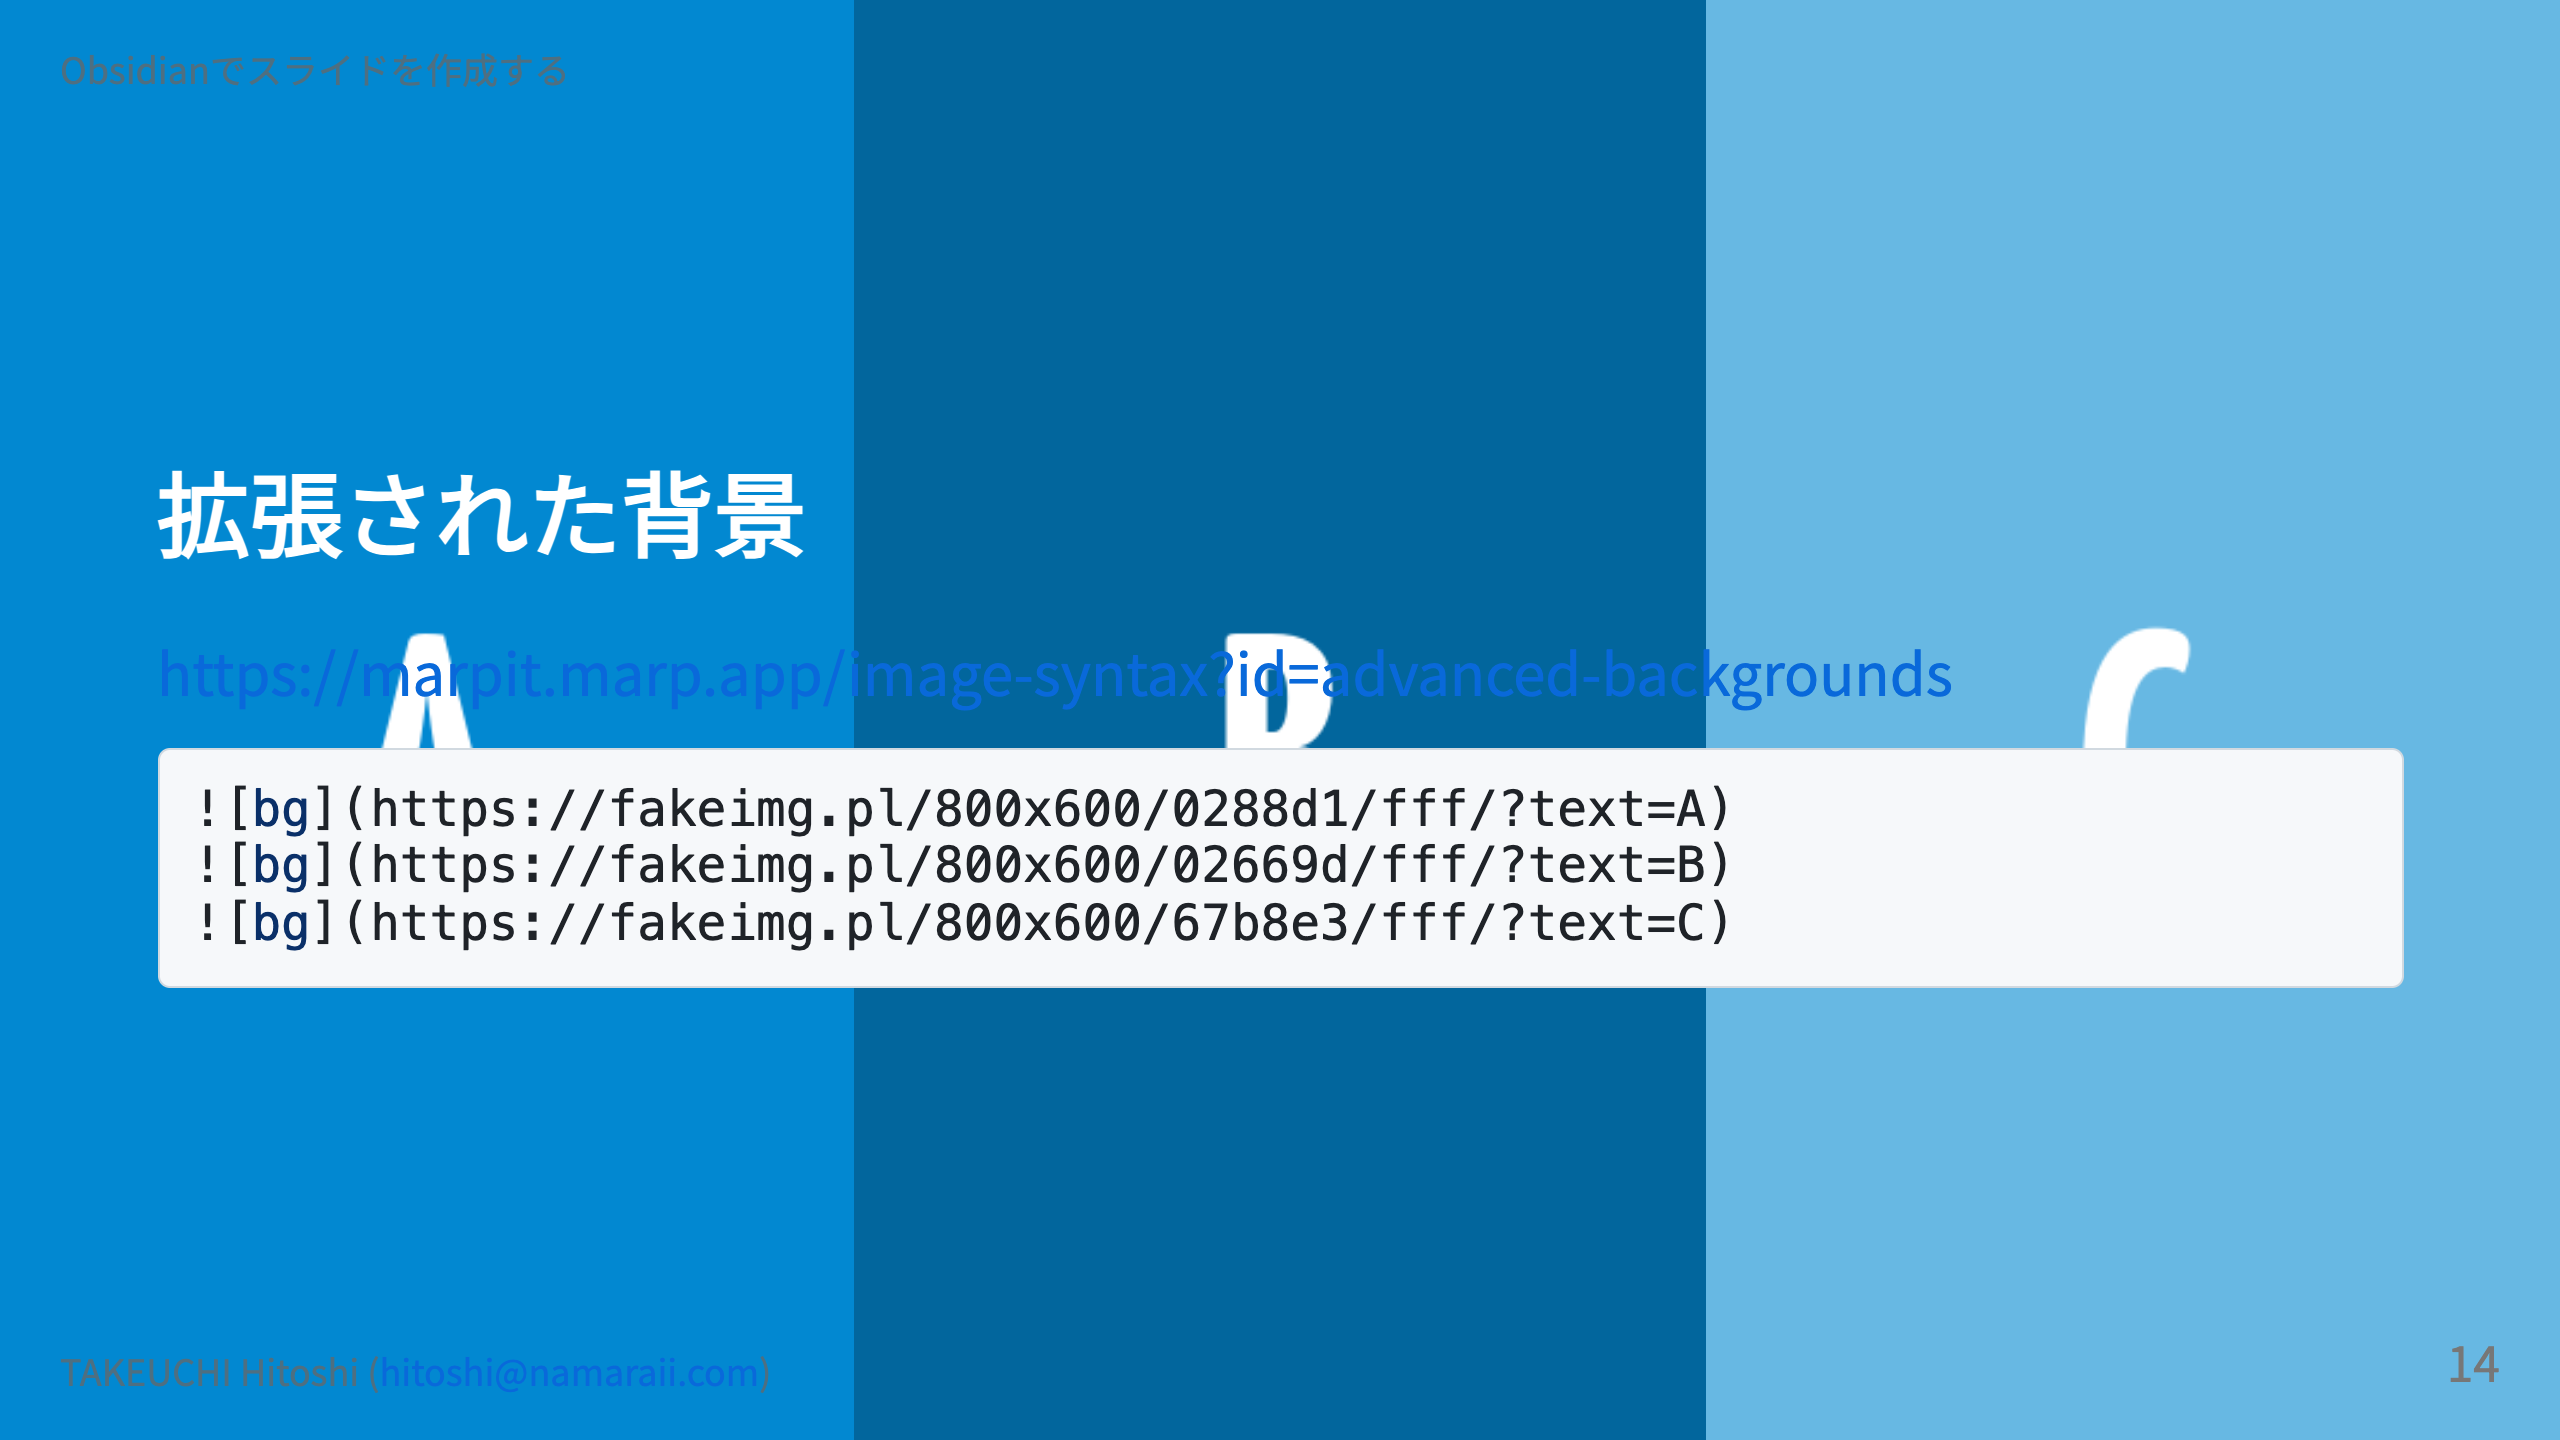 Obsidianでスライドを作成する
拡張された背景
https://marpit.marp.app/image-syntax?id=advanced-backgrounds
A B C
![bg](https://fakeimg.pl/800x600/0288d1/fff/?text=A)
![bg](https://fakeimg.pl/800x600/02669d/fff/?text=B)
![bg](https://fakeimg.pl/800x600/67b8e3/fff/?text=C)
TAKEUCHI Hitoshi (hitoshi@namaraii.com)
14